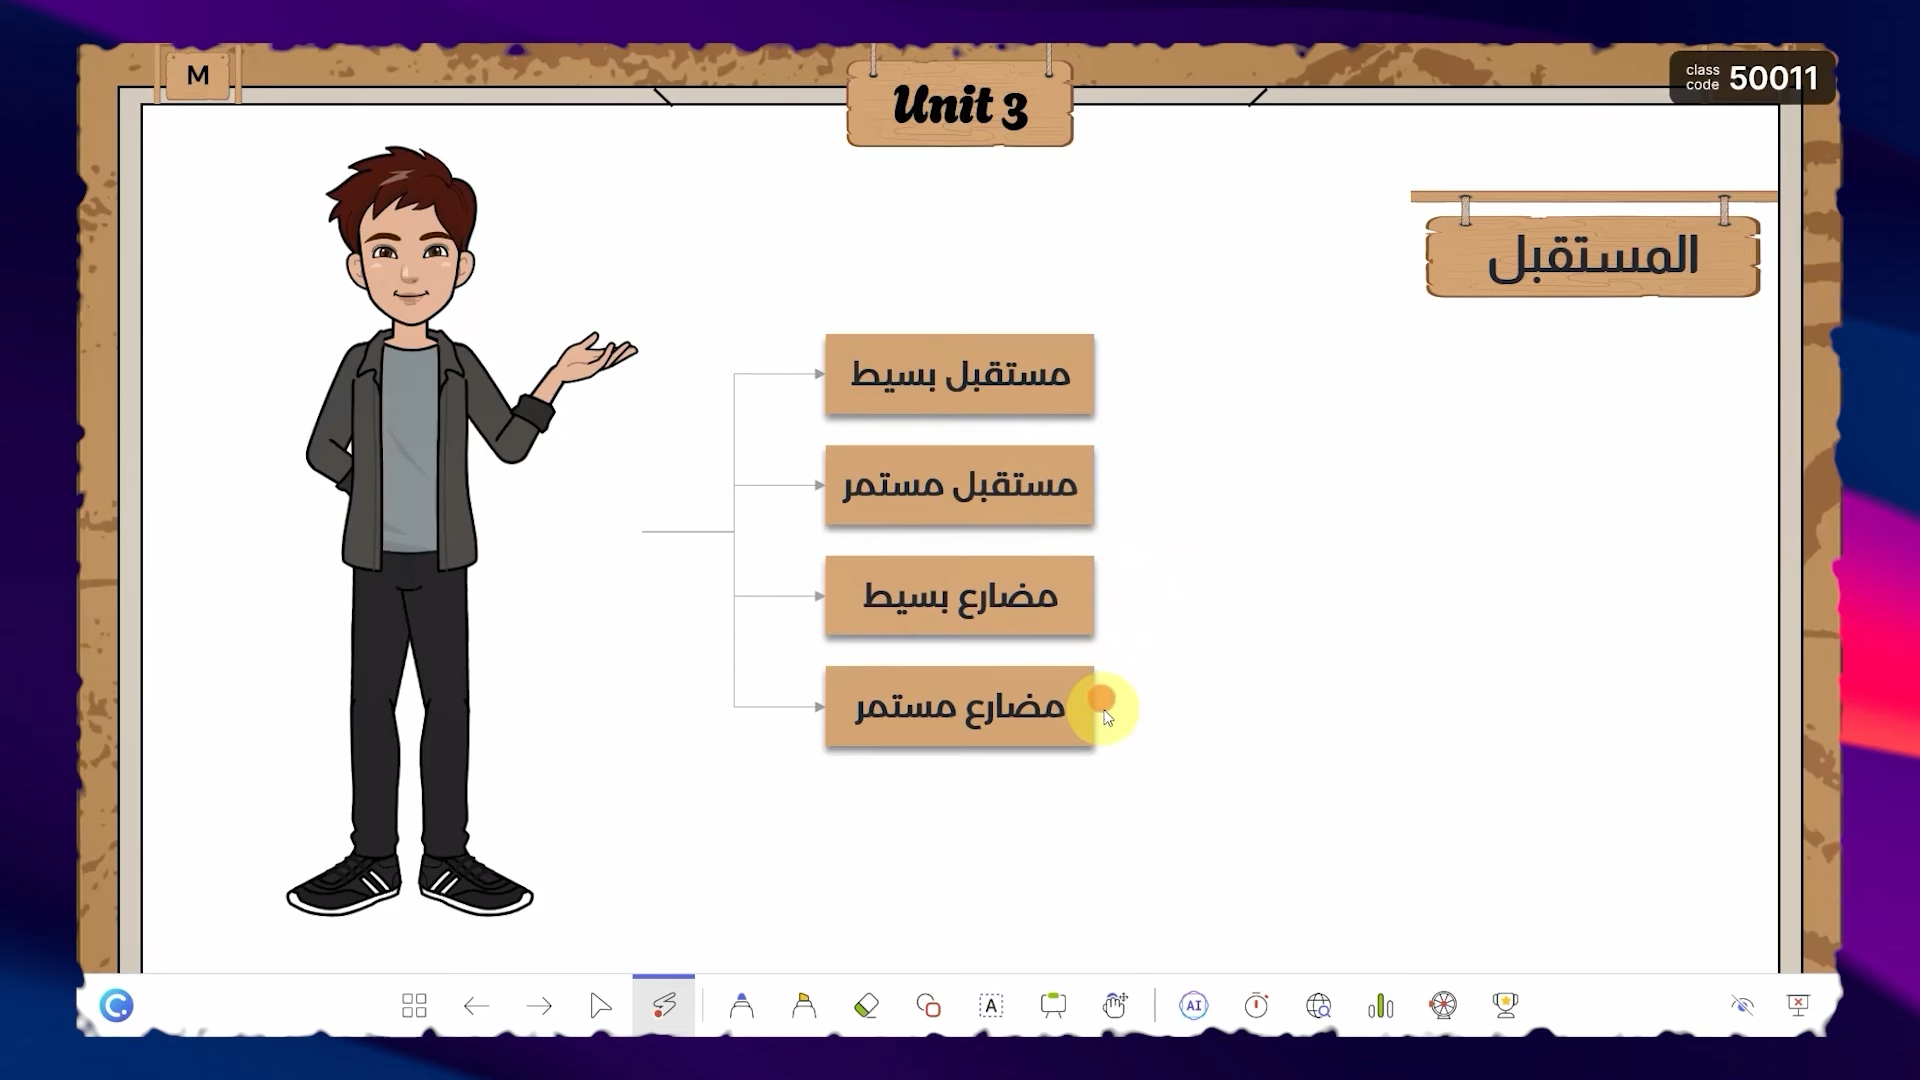 M
Unit 3
class
code 50011
المستقبل
مستقبل بسيط
مستقبل مستمر
مضارع بسيط
مضارع مستمر
A
AI